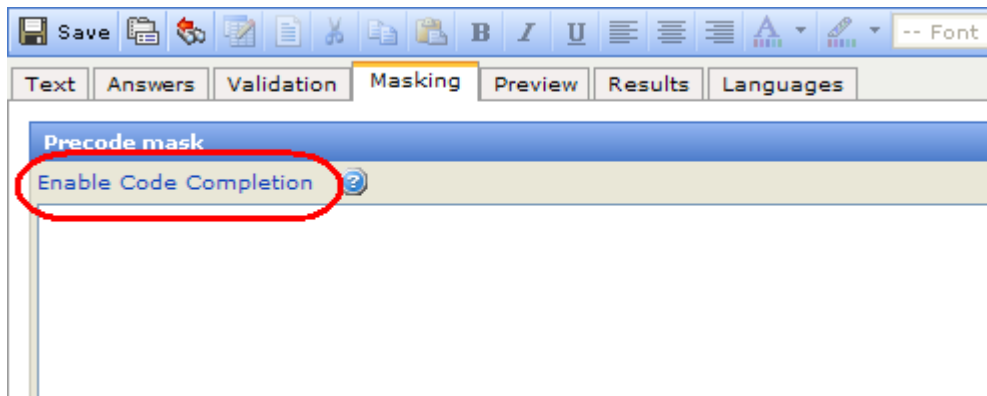 Save B I U A -- Font
Text Answers Validation Masking Preview Results Languages
Precode mask
Enable Code Completion ?